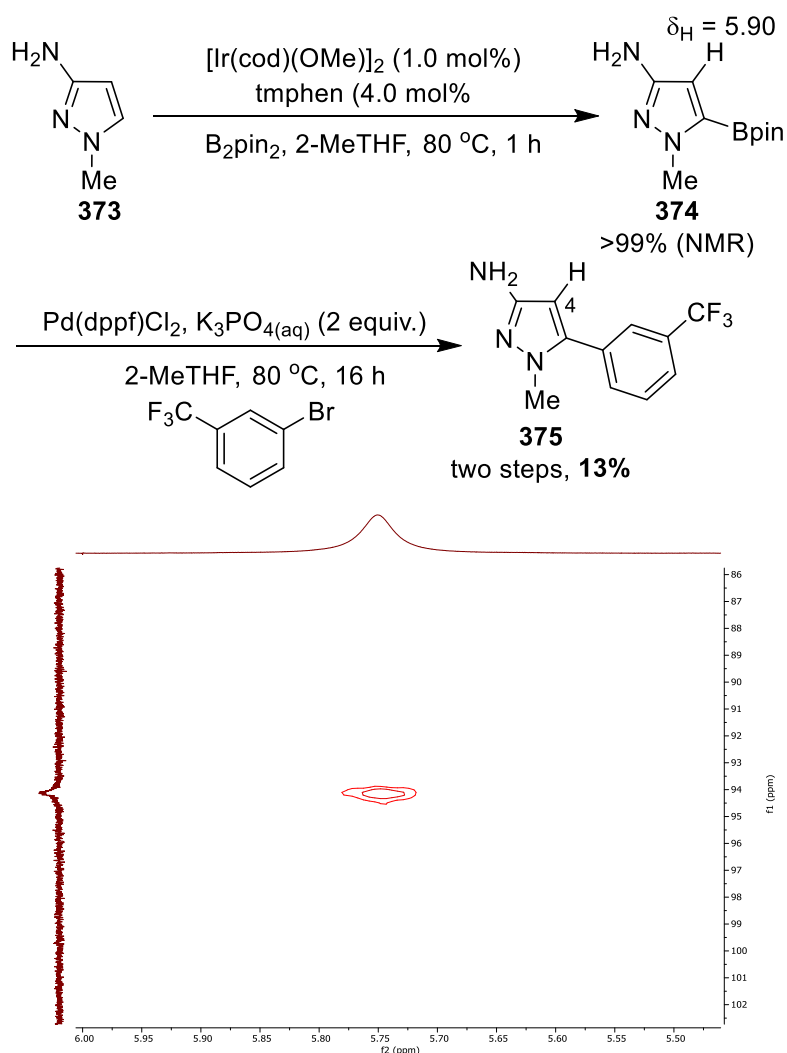 δH = 5.90
H2N
N
N
Me
373
[Ir(cod)(OMe)]2 (1.0 mol%)
tmphen (4.0 mol%
B2pin2, 2-MeTHF, 80 oC, 1 h
H2N
H
N
N
Bpin
Me
374
>99% (NMR)
Pd(dppf)Cl2, K3PO4(aq) (2 equiv.)
2-MeTHF, 80 oC, 16 h
F3C
Br
NH2
H
4
N
N
Me
CF3
375
two steps, 13%
86
87
88
89
90
91
92
93
94
95
96
97
98
99
100
101
102
f1 (ppm)
6.00 5.95 5.90 5.85 5.80 5.75 5.70 5.65 5.60 5.55 5.50
f2 (ppm)